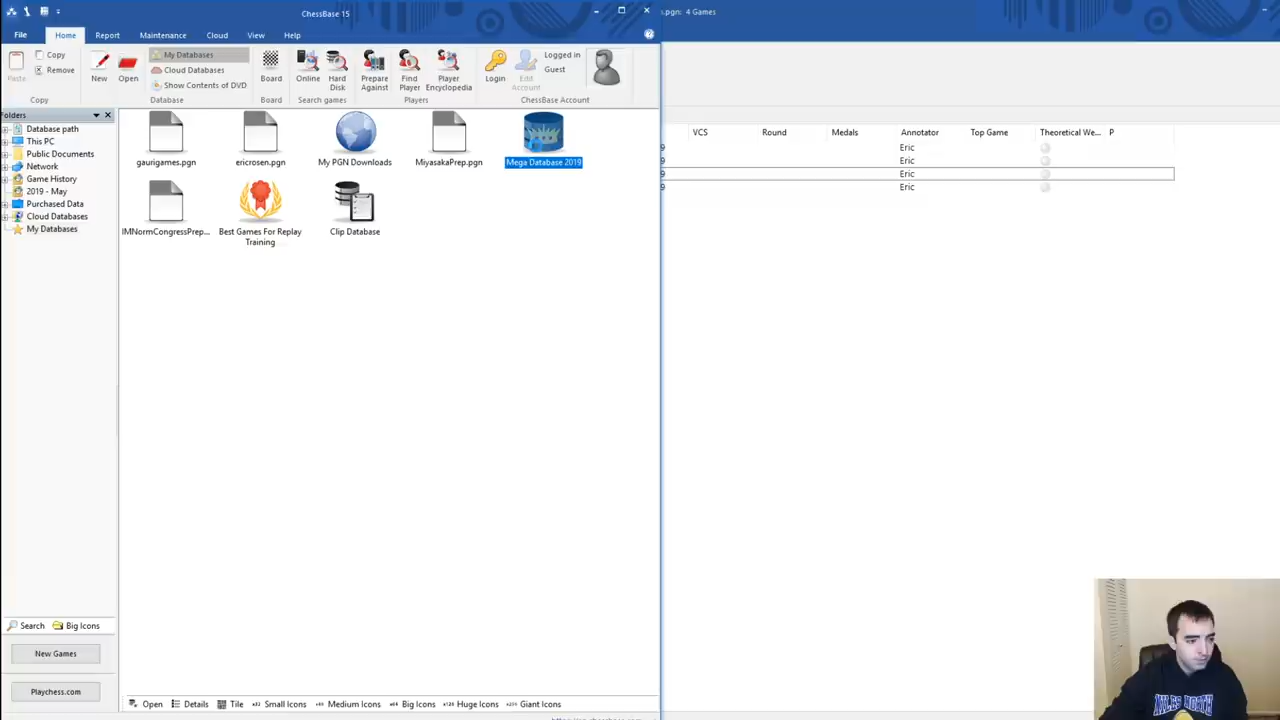 ChessBase 15
.pgn: 4 Games
File Home Report Maintenance Cloud View Help
Paste
Copy
Remove
Copy
New
Open
My Databases
Cloud Databases
Show Contents of DVD
Database
Board
Board
Online
Hard
Disk
Search games
Prepare
Against
Find
Player
Player
Encyclopedia
Players
Login
Edit
Account
Logged in
Guest
ChessBase Account
Folders
Database path
This PC
Public Documents
Network
Game History
2019 - May
Purchased Data
Cloud Databases
My Databases
gaurigames.pgn
ericrosen.pgn
My PGN Downloads
MiyasakaPrep.pgn
Mega Database 2019
IMNormCongressPrep...
Best Games For Replay
Training
Clip Database
VCS Round Medals Annotator Top Game Theoretical We... P
9 Eric
Eric
9 Eric
9 Eric
Search Big Icons
New Games
Playchess.com
Open Details Tile Small Icons Medium Icons Big Icons Huge Icons Giant Icons
NILES NORTH